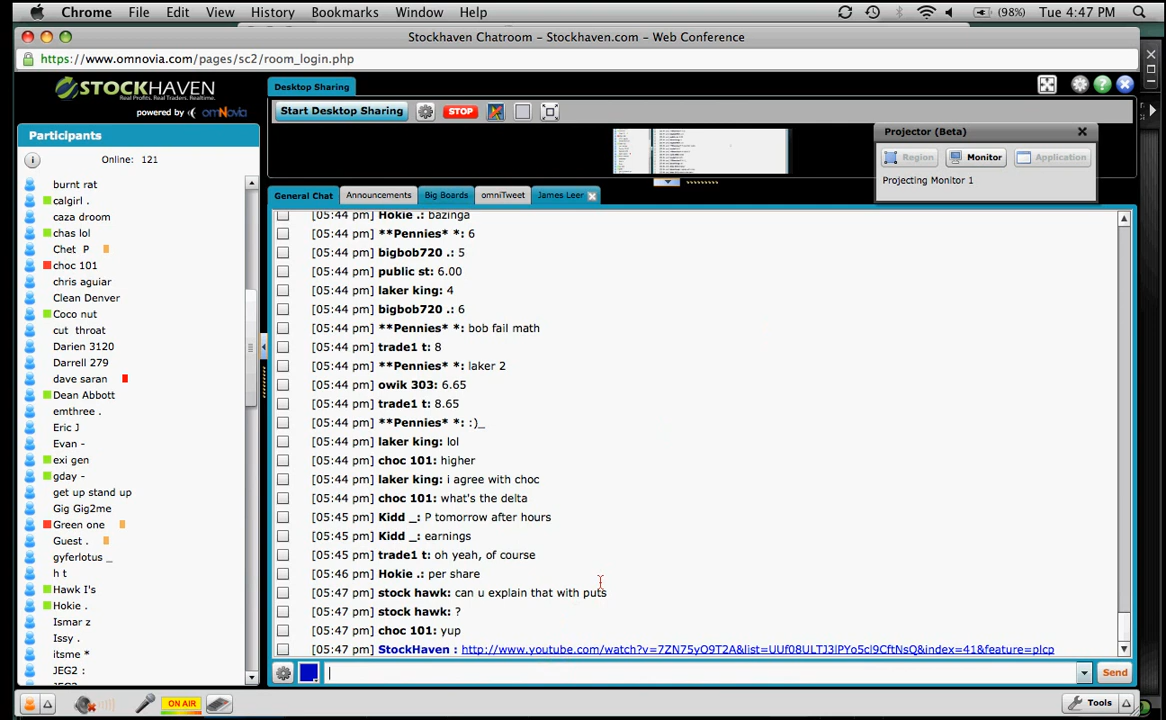 Chrome File Edit View History Bookmarks Window Help (98%) Tue 4:47 PM
Stockhaven Chatroom – Stockhaven.com – Web Conference
https://www.omnovia.com/pages/sc2/room_login.php
STOCKHAVEN
Real Profits. Real Traders. Realtime.
powered by omNovia
Desktop Sharing
Start Desktop Sharing STOP
Projector (Beta)
Region Monitor Application
Projecting Monitor 1
Participants
Online: 121
burnt rat
calgirl .
caza droom
chas lol
Chet P
choc 101
chris aguiar
Clean Denver
Coco nut
cut throat
Darien 3120
Darrell 279
dave saran
Dean Abbott
emthree .
Eric J
Evan -
exi gen
gday -
get up stand up
Gig Gig2me
Green one
Guest .
gyferlotus _
h t
Hawk I's
Hokie .
Ismar z
Issy .
itsme *
JEG2 :
JEG2
General Chat Announcements Big Boards omniTweet James Leer
[05:44 pm] Hokie .: bazinga
[05:44 pm] **Pennies* *: 6
[05:44 pm] bigbob720 .: 5
[05:44 pm] public st: 6.00
[05:44 pm] laker king: 4
[05:44 pm] bigbob720 .: 6
[05:44 pm] **Pennies* *: bob fail math
[05:44 pm] trade1 t: 8
[05:44 pm] **Pennies* *: laker 2
[05:44 pm] owik 303: 6.65
[05:44 pm] trade1 t: 8.65
[05:44 pm] **Pennies* *: :)_
[05:44 pm] laker king: lol
[05:44 pm] choc 101: higher
[05:44 pm] laker king: i agree with choc
[05:44 pm] choc 101: what's the delta
[05:45 pm] Kidd _: P tomorrow after hours
[05:45 pm] Kidd _: earnings
[05:45 pm] trade1 t: oh yeah, of course
[05:46 pm] Hokie .: per share
[05:47 pm] stock hawk: can u explain that with puts
[05:47 pm] stock hawk: ?
[05:47 pm] choc 101: yup
[05:47 pm] StockHaven : http://www.youtube.com/watch?v=7ZN75yO9T2A&list=UUf08ULTJ3lPYo5cl9CftNsQ&index=41&feature=plcp
Send
ON AIR
Tools